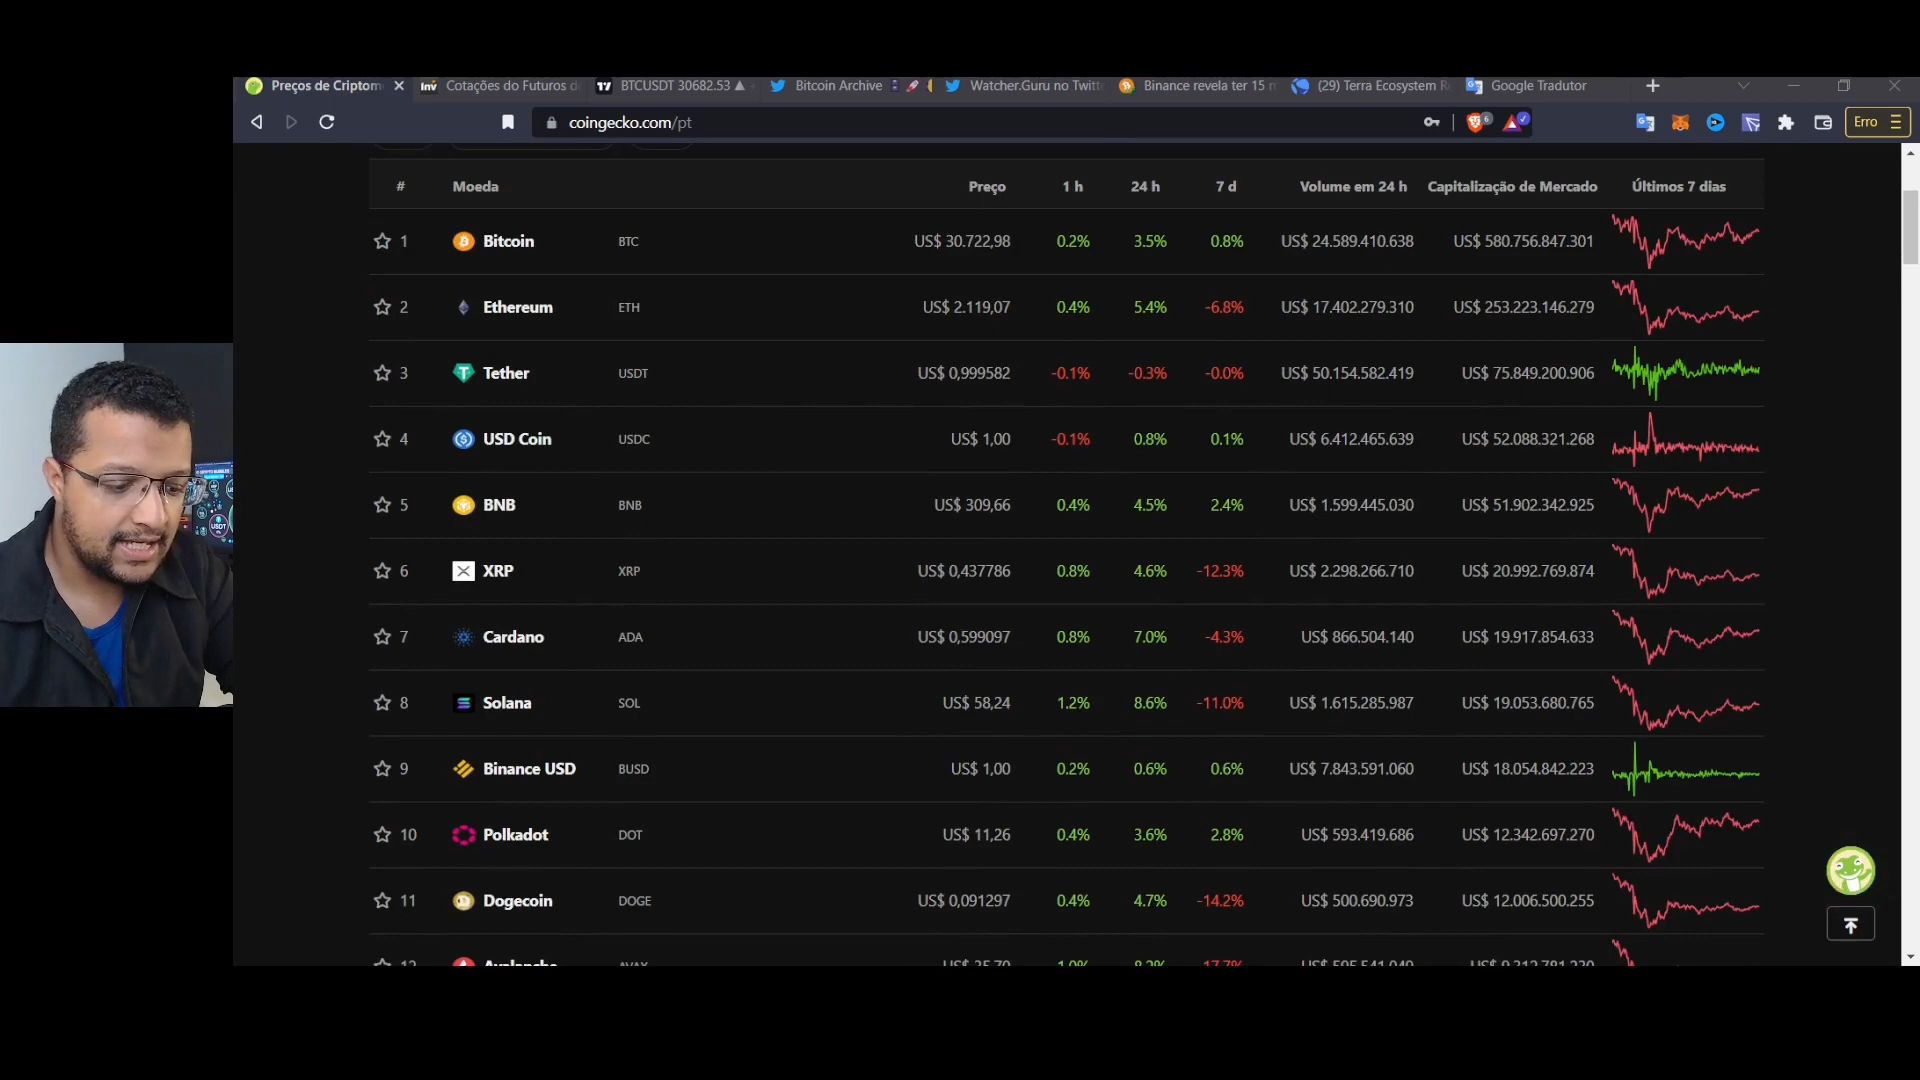 Preços de Criptom
Cotações do Futuros d
BTCUSDT 30682.53 ▲
Bitcoin Archive
Watcher.Guru no Twitt
Binance revela ter 15 m
(29) Terra Ecosystem R
Google Tradutor
coingecko.com/pt
6
Erro
# Moeda Preço 1 h 24 h 7 d Volume em 24 h Capitalização de Mercado Últimos 7 dias
1 Bitcoin BTC US$ 30.722,98 0.2% 3.5% 0.8% US$ 24.589.410.638 US$ 580.756.847.301
2 Ethereum ETH US$ 2.119,07 0.4% 5.4% -6.8% US$ 17.402.279.310 US$ 253.223.146.279
3 Tether USDT US$ 0,999582 -0.1% -0.3% -0.0% US$ 50.154.582.419 US$ 75.849.200.906
4 USD Coin USDC US$ 1,00 -0.1% 0.8% 0.1% US$ 6.412.465.639 US$ 52.088.321.268
5 BNB BNB US$ 309,66 0.4% 4.5% 2.4% US$ 1.599.445.030 US$ 51.902.342.925
6 XRP XRP US$ 0,437786 0.8% 4.6% -12.3% US$ 2.298.266.710 US$ 20.992.769.874
7 Cardano ADA US$ 0,599097 0.8% 7.0% -4.3% US$ 866.504.140 US$ 19.917.854.633
8 Solana SOL US$ 58,24 1.2% 8.6% -11.0% US$ 1.615.285.987 US$ 19.053.680.765
9 Binance USD BUSD US$ 1,00 0.2% 0.6% 0.6% US$ 7.843.591.060 US$ 18.054.842.223
10 Polkadot DOT US$ 11,26 0.4% 3.6% 2.8% US$ 593.419.686 US$ 12.342.697.270
11 Dogecoin DOGE US$ 0,091297 0.4% 4.7% -14.2% US$ 500.690.973 US$ 12.006.500.255
12 Avalanche AVAX